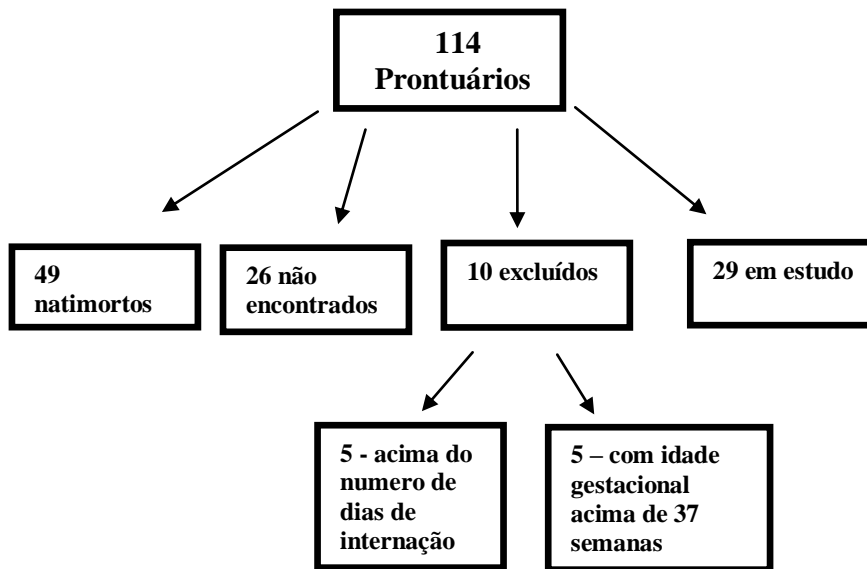 114
Prontuários
49
natimortos
26 não
encontrados
10 excluídos
29 em estudo
5 - acima do
numero de
dias de
internação
5 – com idade
gestacional
acima de 37
semanas